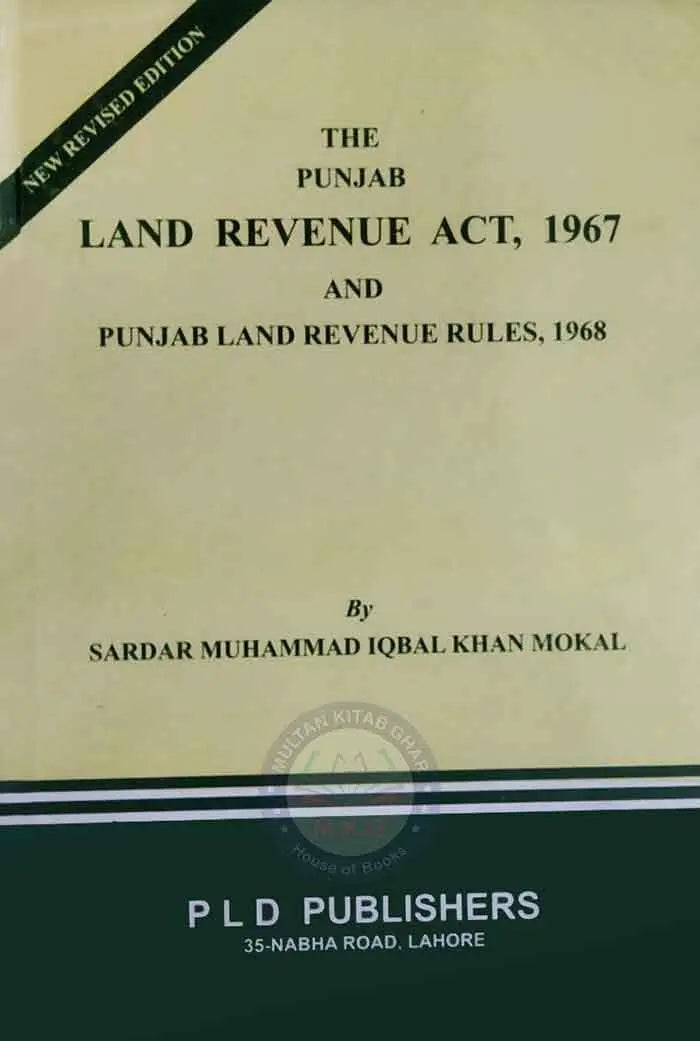 NEW REVISED EDITION
THE
PUNJAB
LAND REVENUE ACT, 1967
AND
PUNJAB LAND REVENUE RULES, 1968
By
SARDAR MUHAMMAD IQBAL KHAN MOKAL
MULTAN KITAB GHAR
M.K.G
House of Books
P L D PUBLISHERS
35-NABHA ROAD, LAHORE